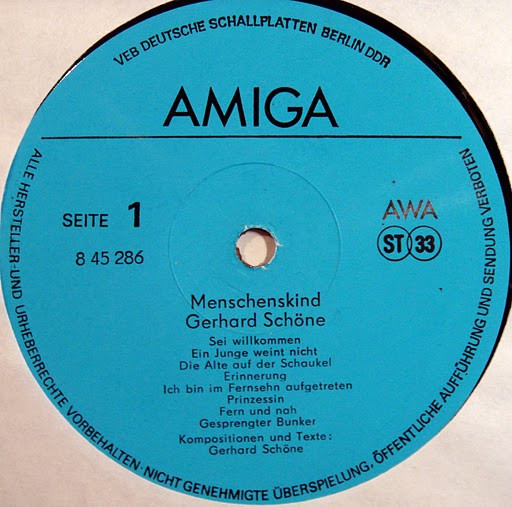 VEB DEUTSCHE SCHALLPLATTEN BERLIN DDR
AMIGA
SEITE 1
8 45 286
AWA
ST 33
Menschenskind
Gerhard Schöne
Sei willkommen
Ein Junge weint nicht
Die Alte auf der Schaukel
Erinnerung
Ich bin im Fernsehn aufgetreten
Prinzessin
Fern und nah
Gesprengter Bunker
Kompositionen und Texte:
Gerhard Schöne
ALLE HERSTELLER-UND URHEBERRECHTE VORBEHALTEN-NICHT GENEHMIGTE ÜBERSPIELUNG, ÖFFENTLICHE AUFFÜHRUNG UND SENDUNG VERBOTEN